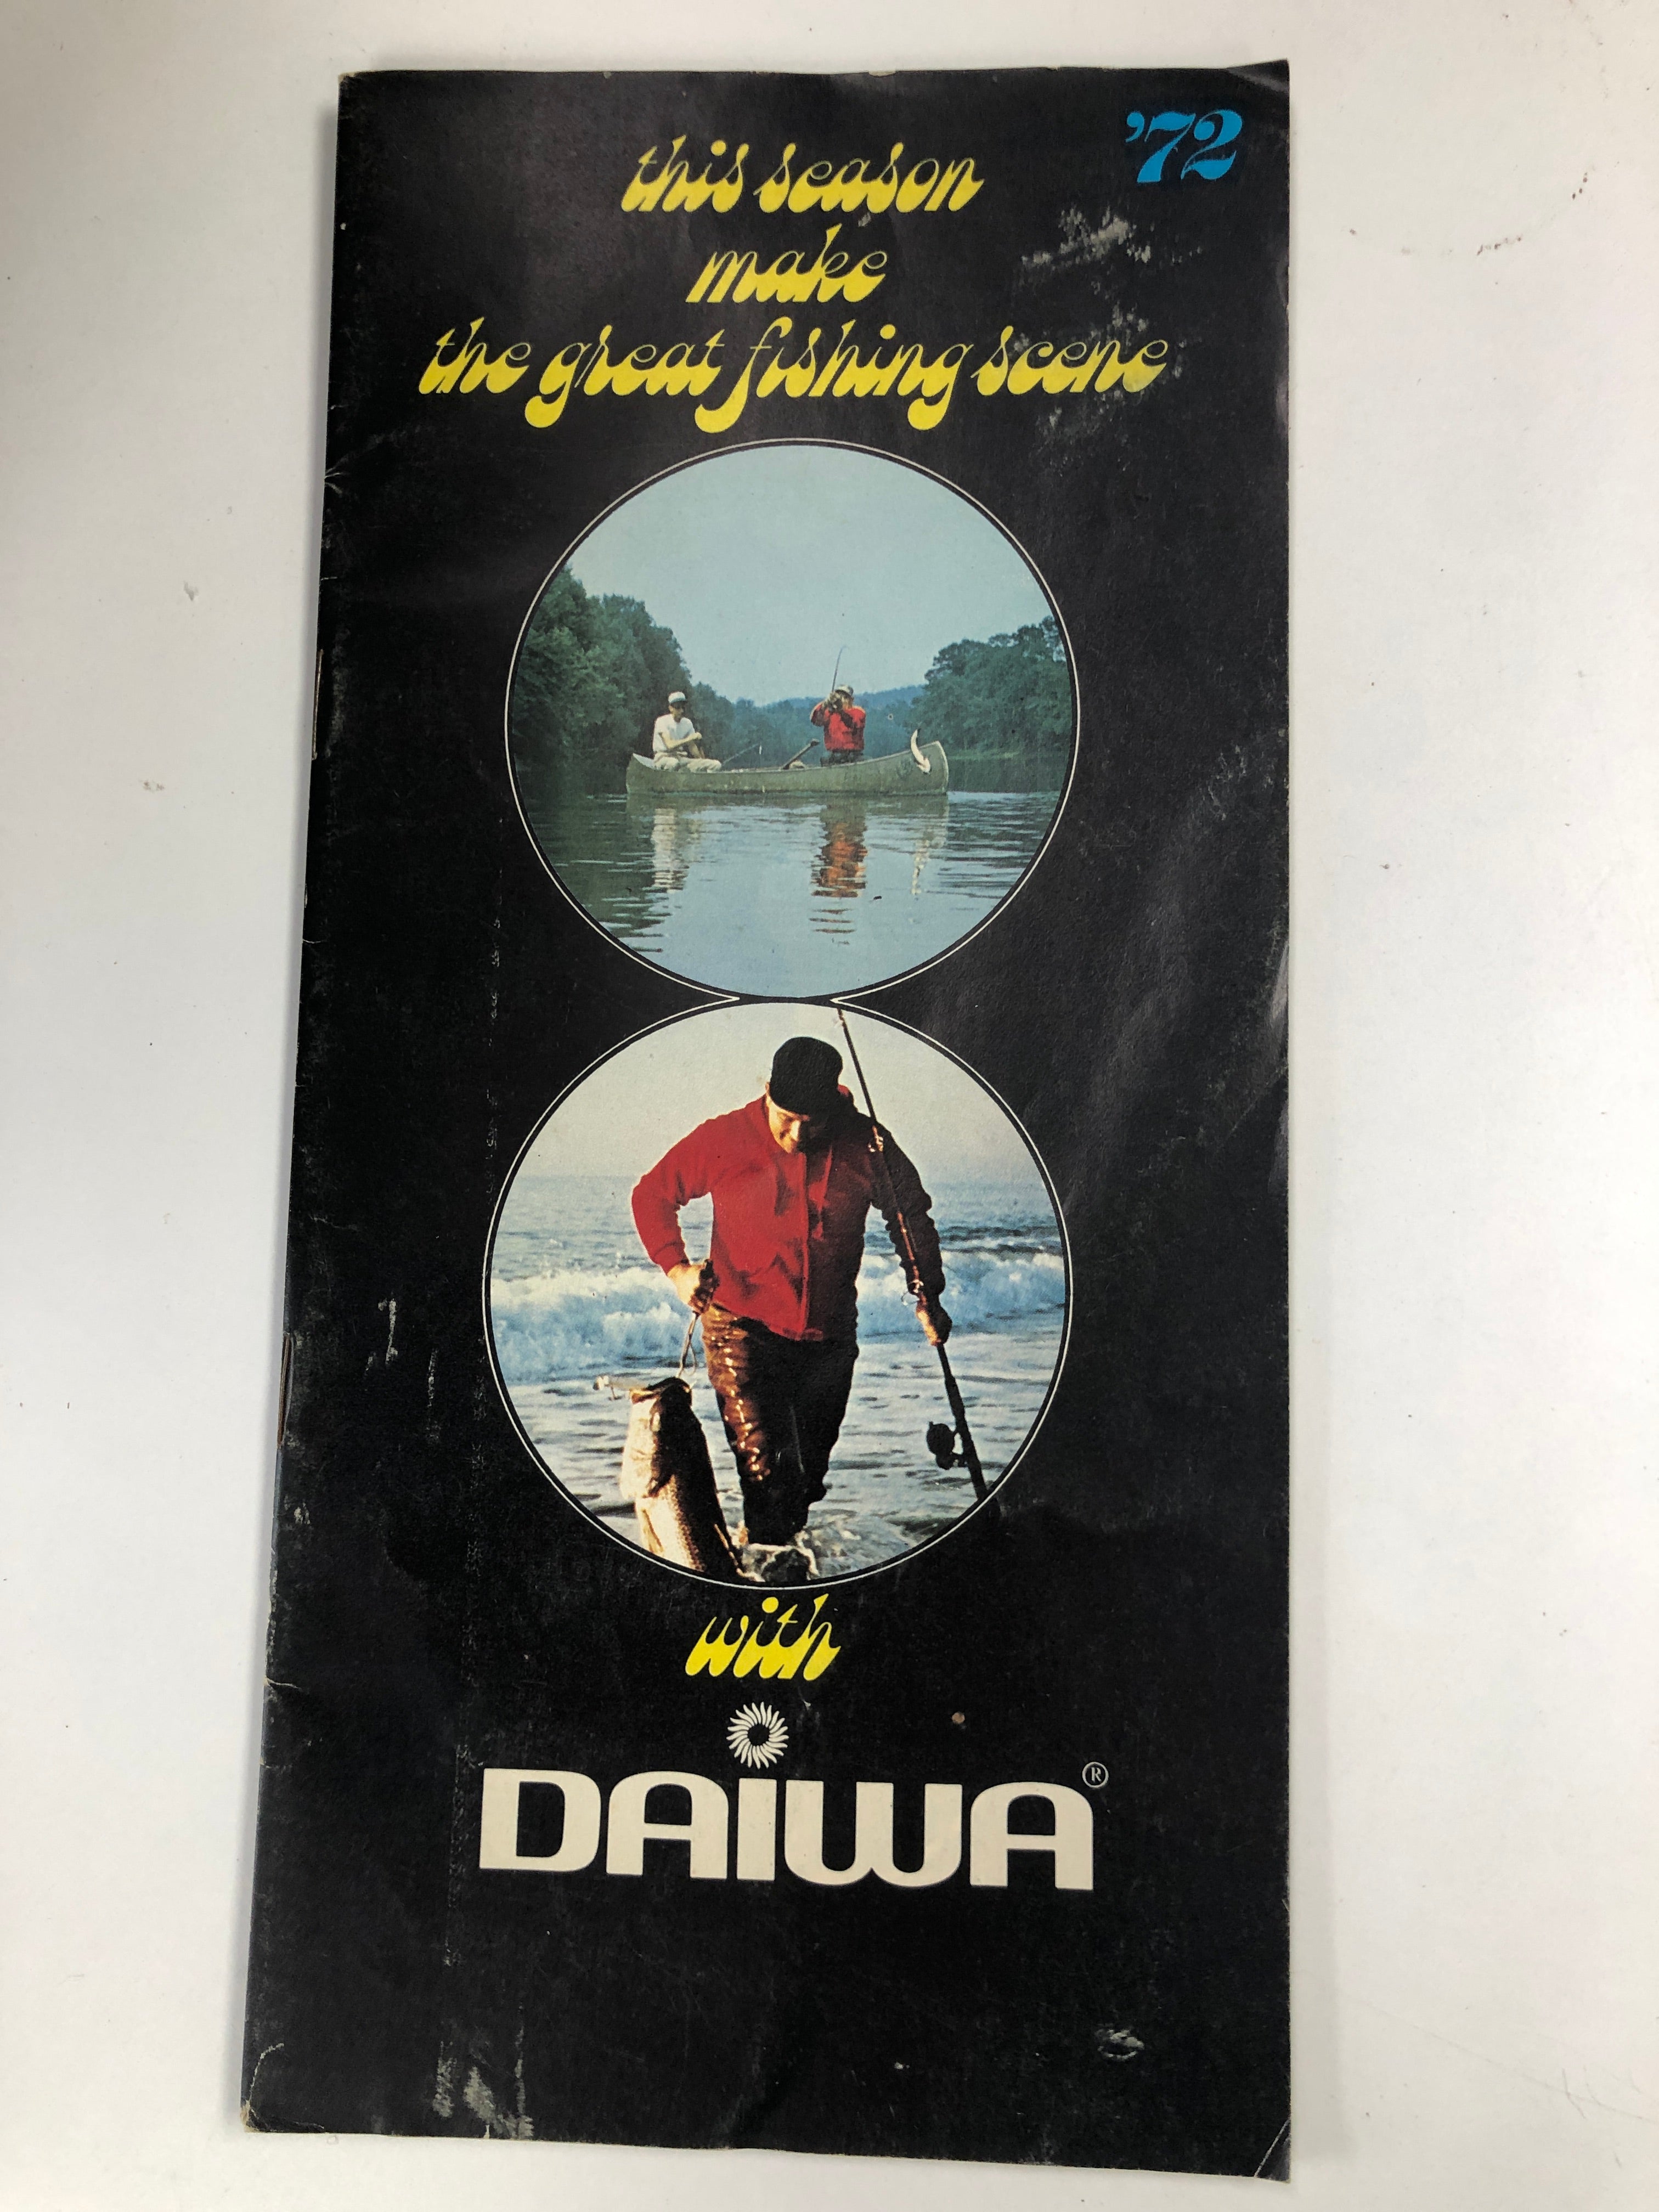 '72
this season
make
the great fishing scene
with
DAIWA®